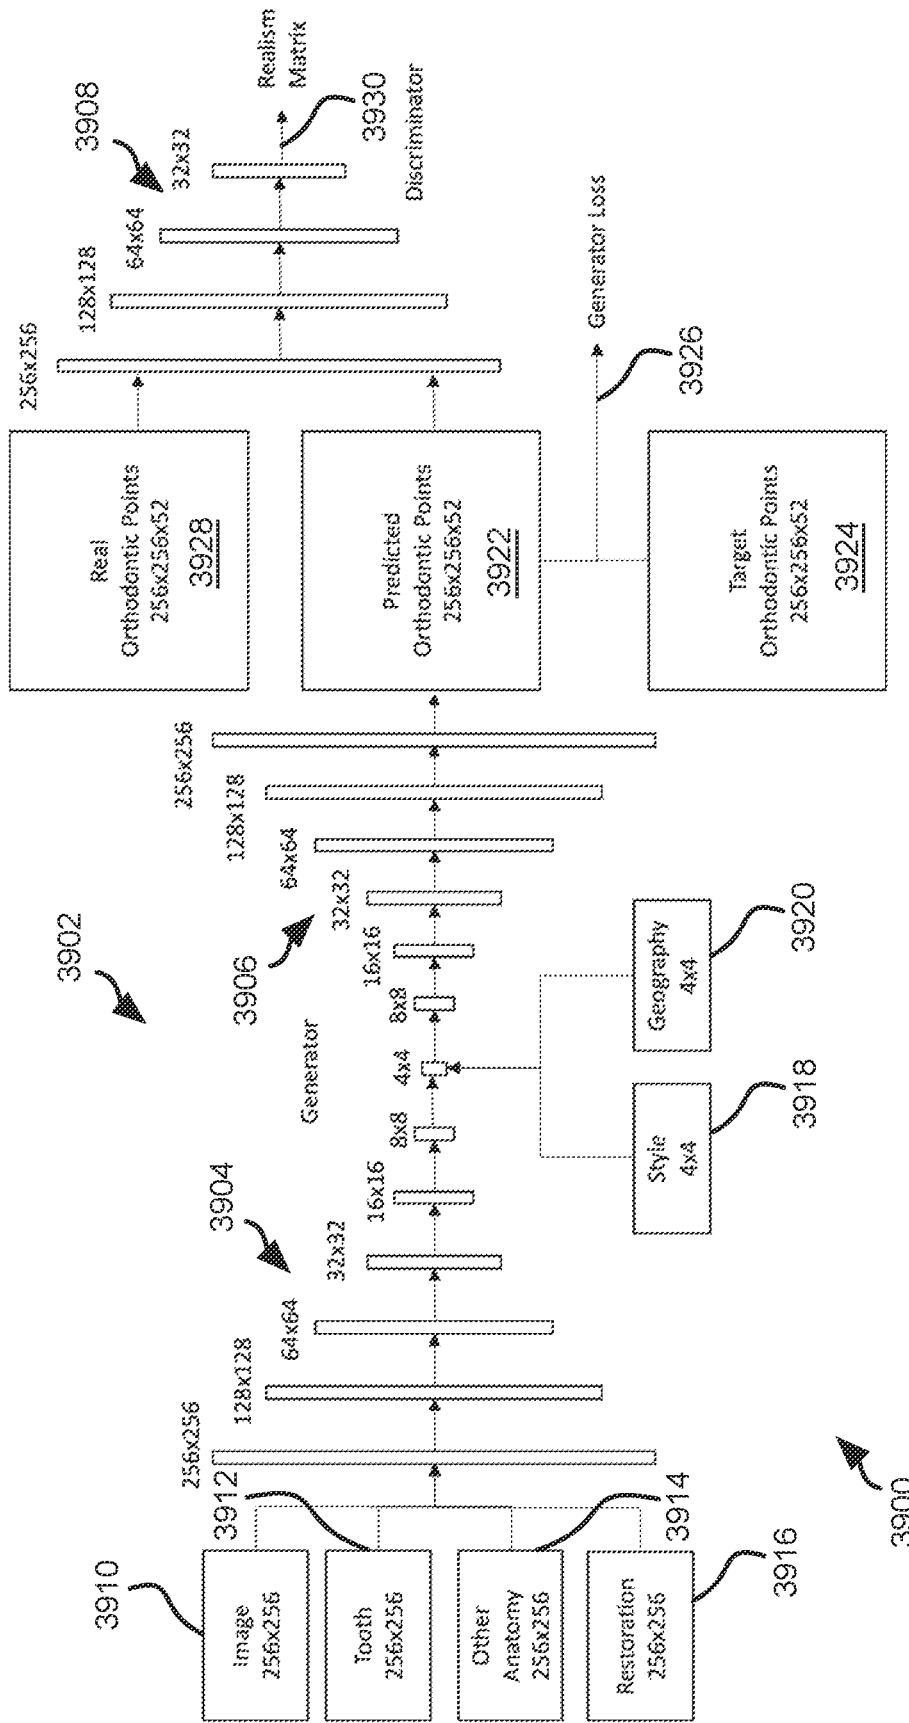 3910
Image
256x256
3912
Tooth
256x256
Other
Anatomy
256x256
3914
Restoration
256x256
3916
3900
256x256
128x128
64x64
3904
32x32
16x16
8x8
4x4
Generator
3902
8x8
16x16
3906
32x32
64x64
128x128
256x256
Style
4x4
3918
Geography
4x4
3920
Real
Orthodontic Points
256x256x52
3928
Predicted
Orthodontic Points
256x256x52
3922
Target
Orthodontic Points
256x256x52
3924
Generator Loss
3926
256x256
128x128
64x64
32x32
3908
Realism
Matrix
3930
Discriminator